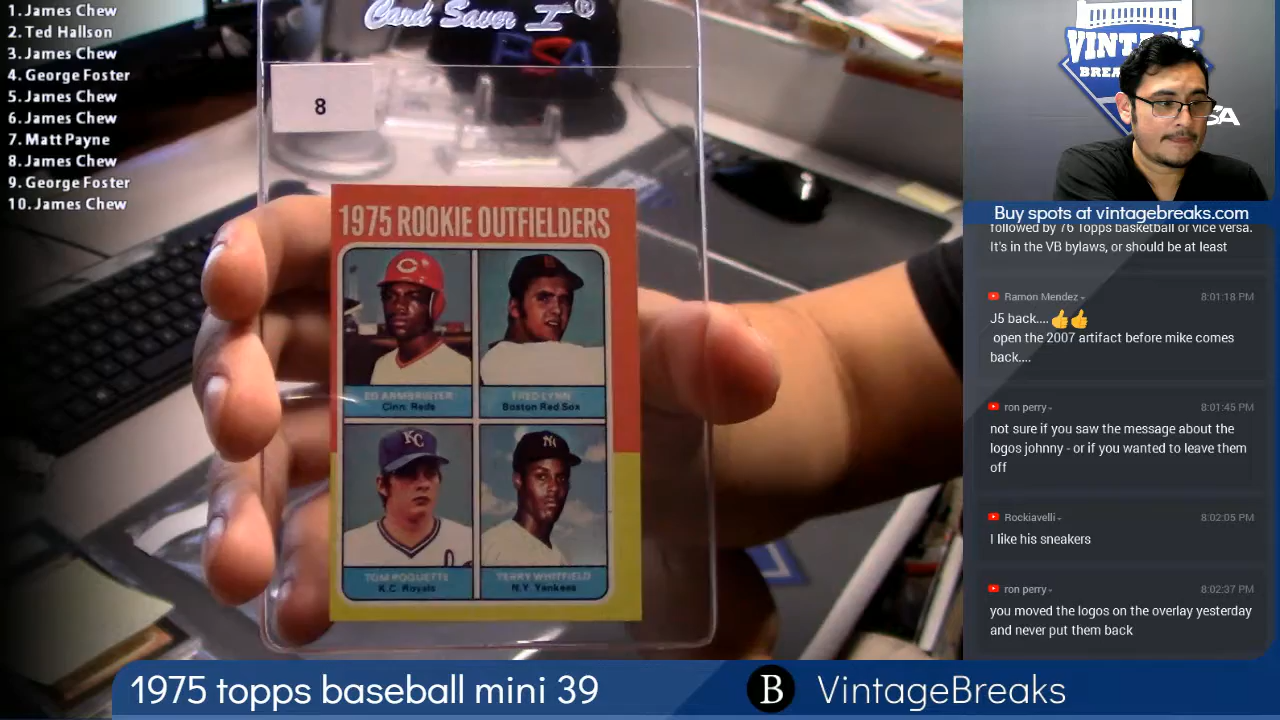 1. James Chew
2. Ted Hallson
3. James Chew
4. George Foster
5. James Chew
6. James Chew
7. Matt Payne
8. James Chew
9. George Foster
10. James Chew
Card Saver I®
8
1975 ROOKIE OUTFIELDERS
ED ARMBRISTER
Cinn. Reds
FRED LYNN
Boston Red Sox
TOM POQUETTE
K.C. Royals
TERRY WHITFIELD
N.Y. Yankees
VINTAGE
Buy spots at vintagebreaks.com
followed by 76 Topps basketball or vice versa.
It's in the VB bylaws, or should be at least
Ramon Mendez - 8:01:18 PM
J5 back....👍👍
open the 2007 artifact before mike comes
back....
ron perry - 8:01:45 PM
not sure if you saw the message about the
logos johnny - or if you wanted to leave them
off
Rockiavelli - 8:02:05 PM
I like his sneakers
ron perry - 8:02:37 PM
you moved the logos on the overlay yesterday
and never put them back
1975 topps baseball mini 39
B VintageBreaks